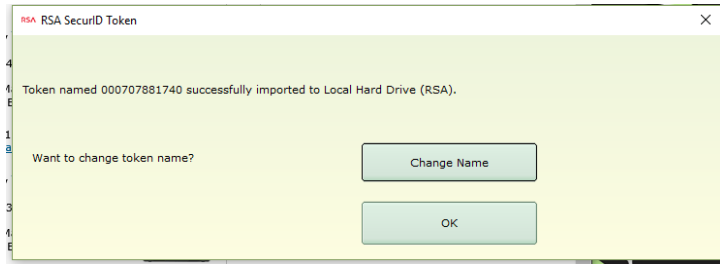 RSA RSA SecurID Token
Token named 000707881740 successfully imported to Local Hard Drive (RSA).
Want to change token name?
Change Name
OK